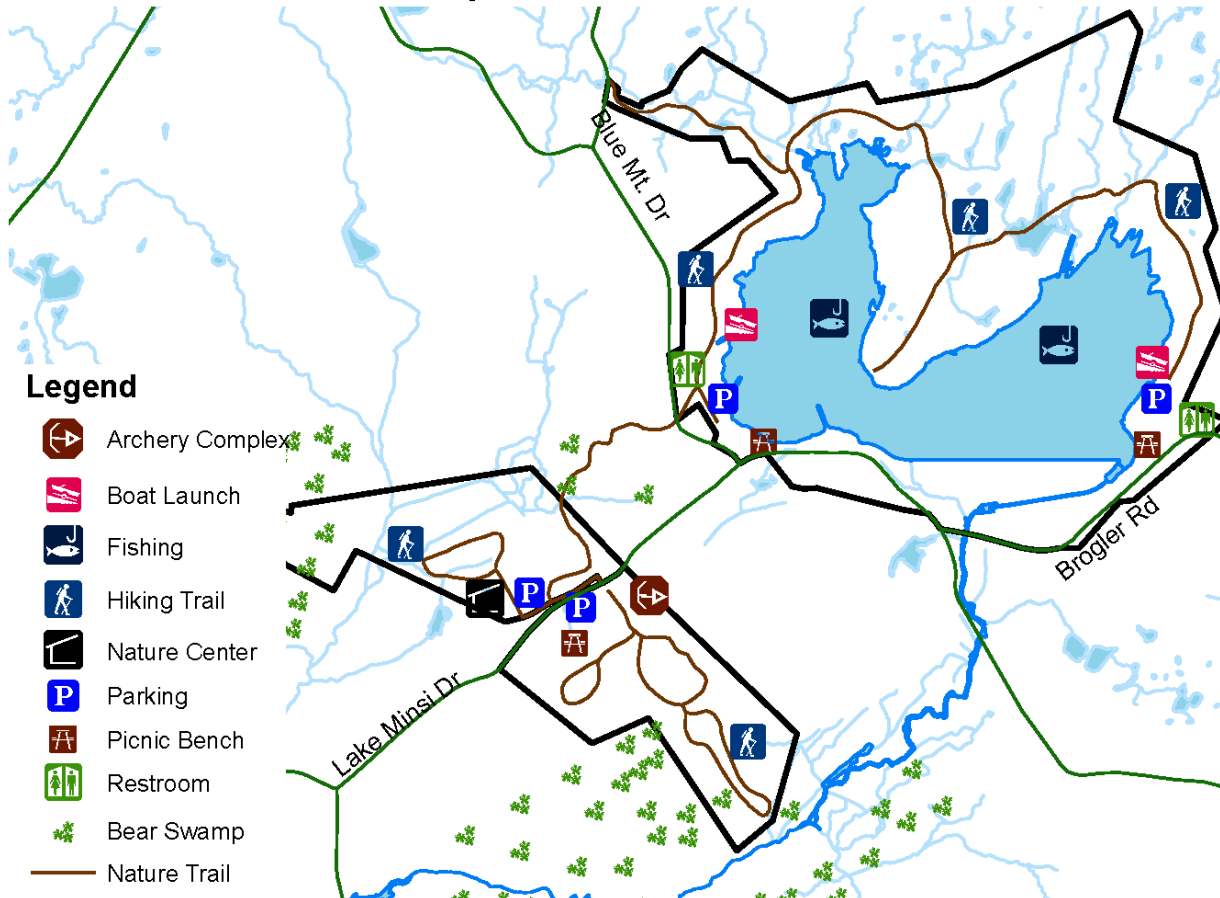 Blue Mt. Dr
Legend
Archery Complex
Boat Launch
Fishing
Hiking Trail
Nature Center
P Parking
Picnic Bench
Restroom
Bear Swamp
Nature Trail
P
P
P
P
Brogler Rd
Lake Minsi Dr